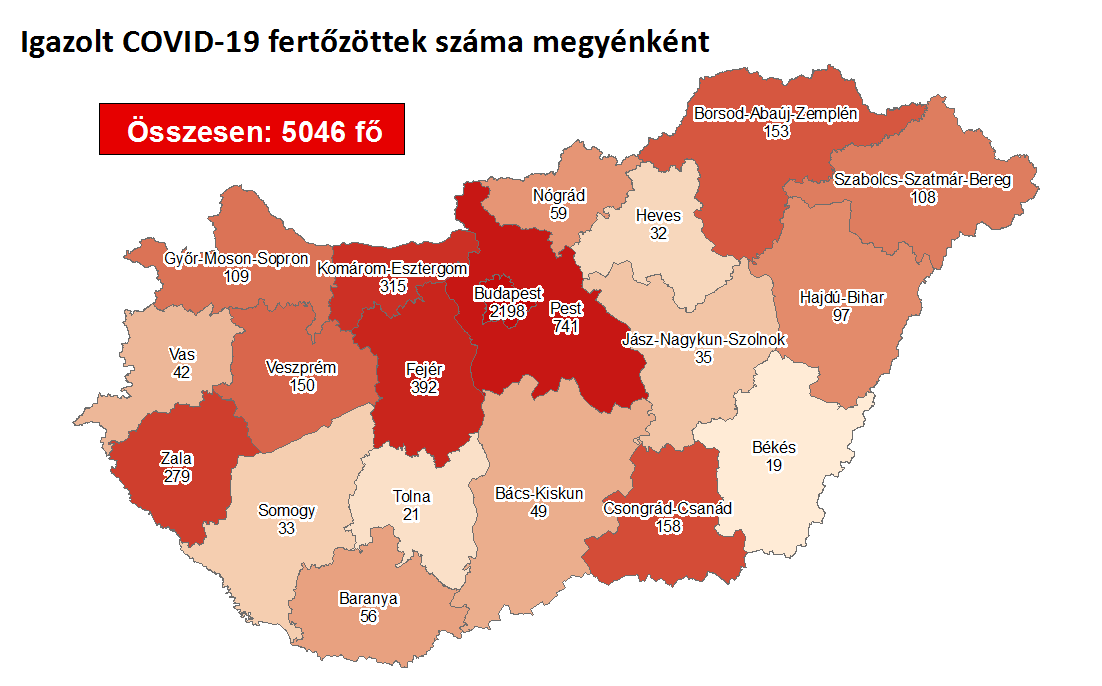 Igazolt COVID-19 fertőzöttek száma megyénként
Összesen: 5046 fő
Borsod-Abaúj-Zemplén
153
Szabolcs-Szatmár-Bereg
108
Nógrád
59
Heves
32
Győr-Moson-Sopron
109
Komárom-Esztergom
315
Budapest
2198
Pest
741
Hajdú-Bihar
97
Jász-Nagykun-Szolnok
35
Vas
42
Veszprém
150
Fejér
392
Zala
279
Békés
19
Somogy
33
Tolna
21
Bács-Kiskun
49
Csongrád-Csanád
158
Baranya
56